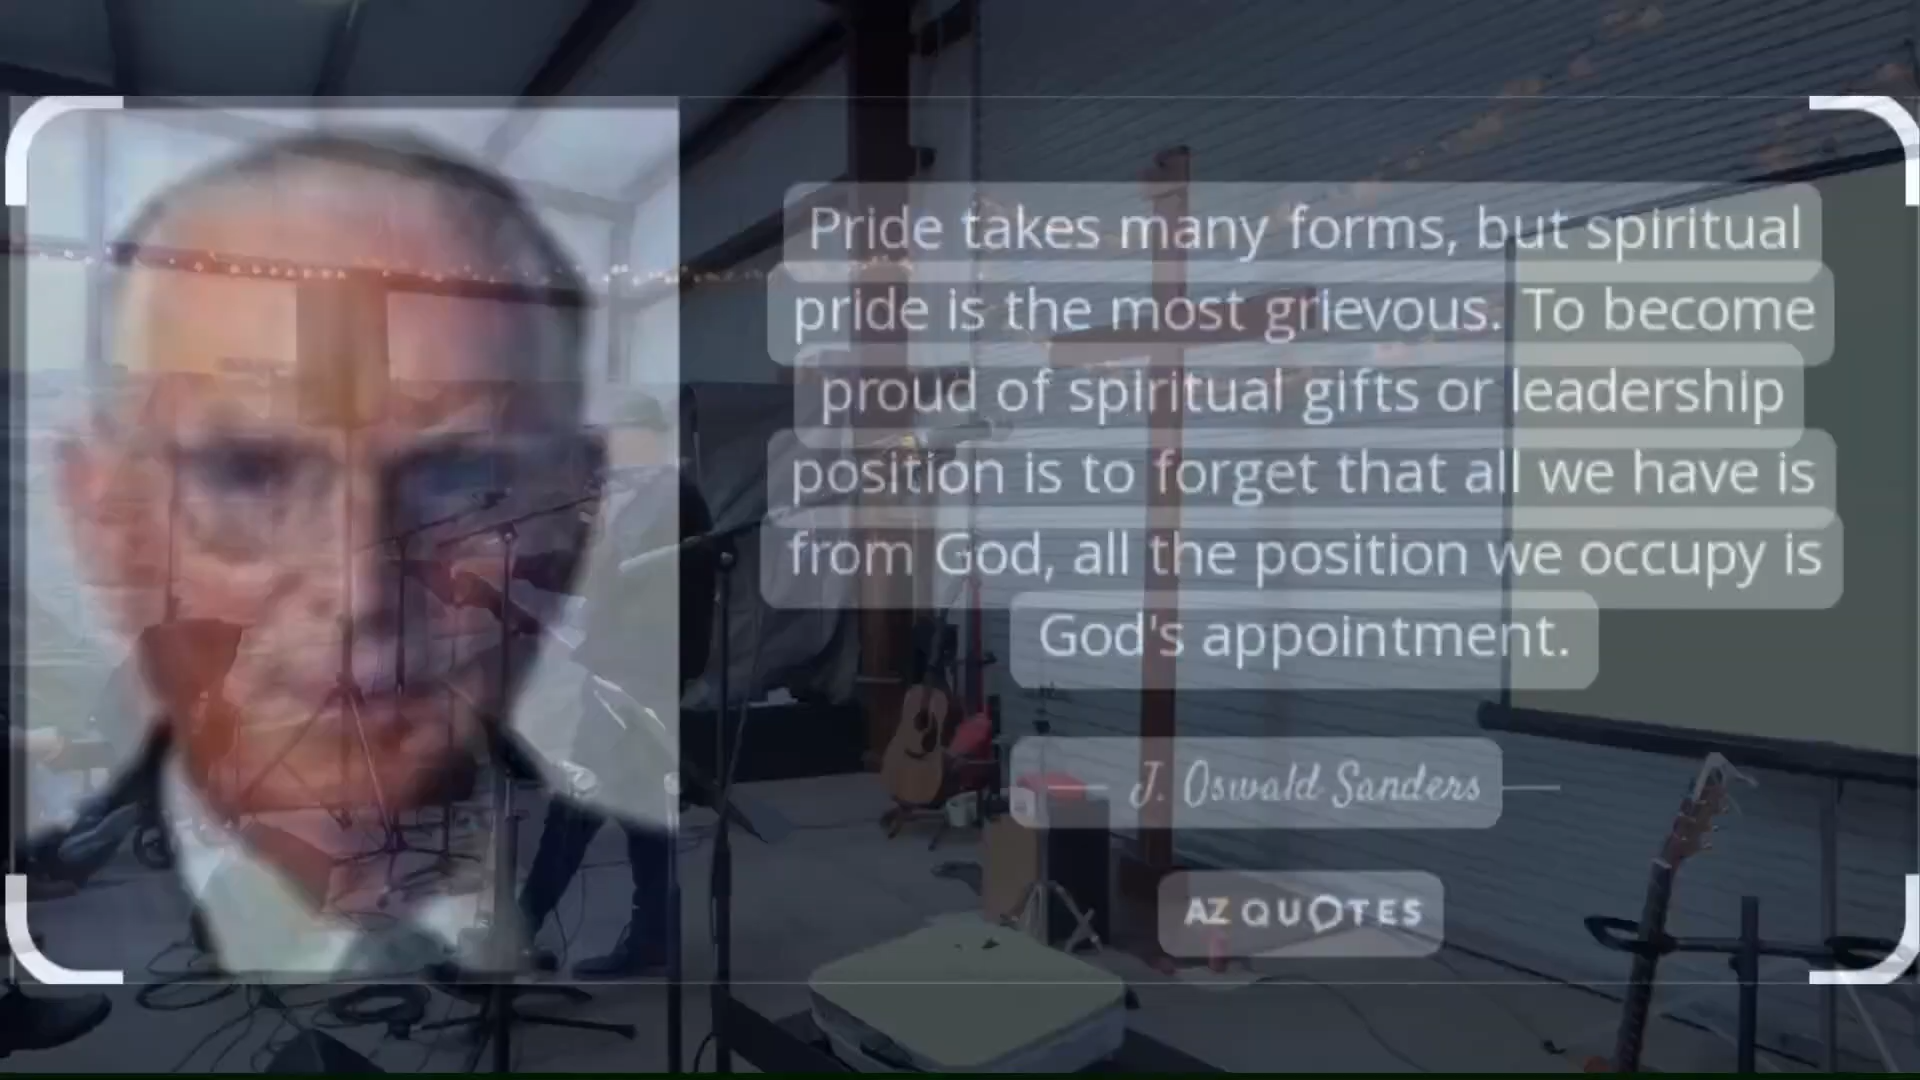 Pride takes many forms, but spiritual
pride is the most grievous. To become
proud of spiritual gifts or leadership
position is to forget that all we have is
from God, all the position we occupy is
God's appointment.
J. Oswald Sanders
AZ QUOTES